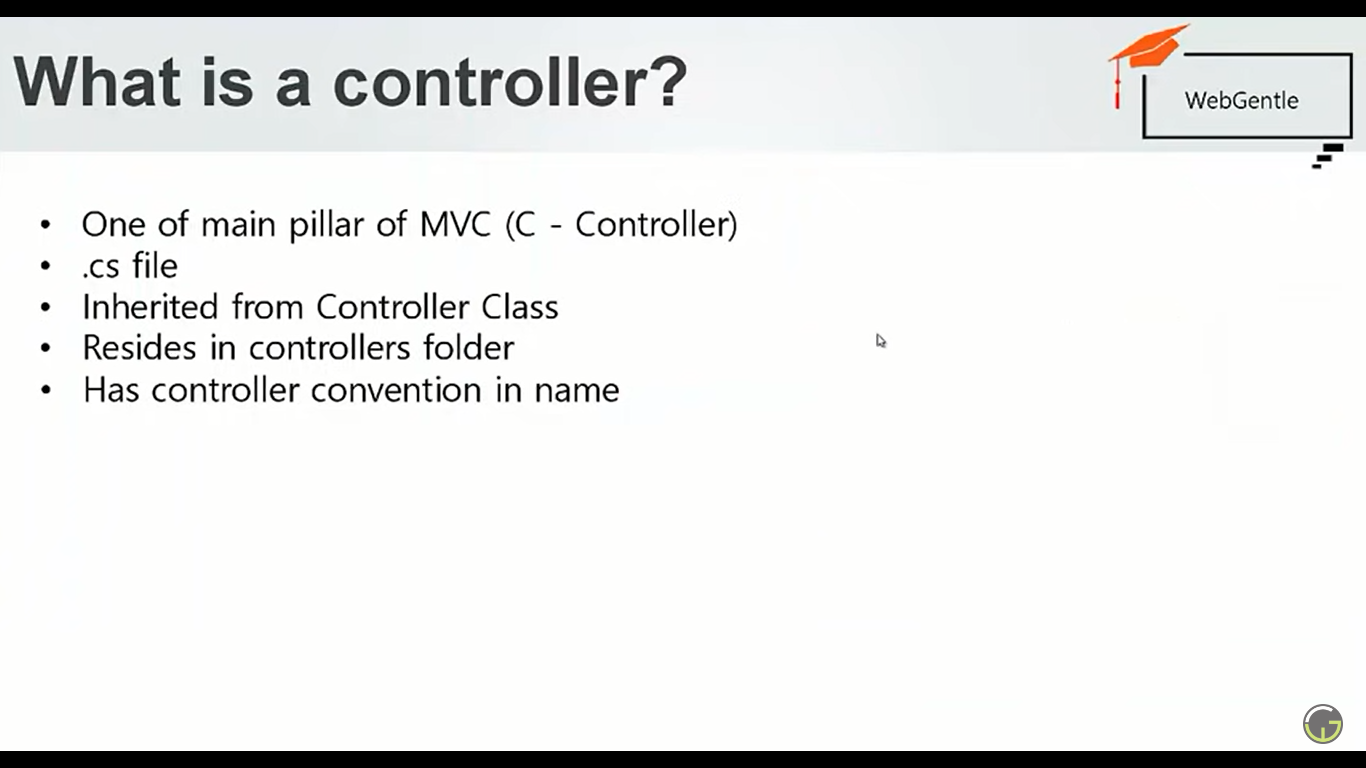 What is a controller?
WebGentle
• One of main pillar of MVC (C - Controller)
• .cs file
• Inherited from Controller Class
• Resides in controllers folder
• Has controller convention in name